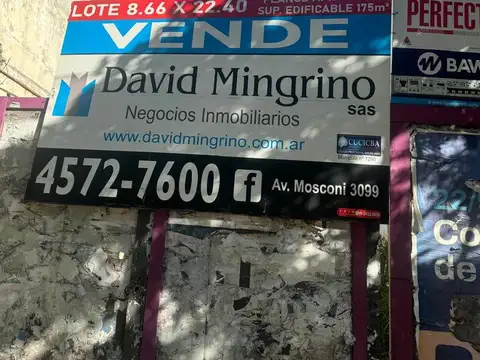 LOTE 8.66 X 22.40
SUP. EDIFICABLE 175m²
VENDE
David Mingrino
sas
Negocios Inmobiliarios
www.davidmingrino.com.ar
CUCICBA
4572-7600
f
Av. Mosconi 3099
PERFECT
BAW
22/
Co
de